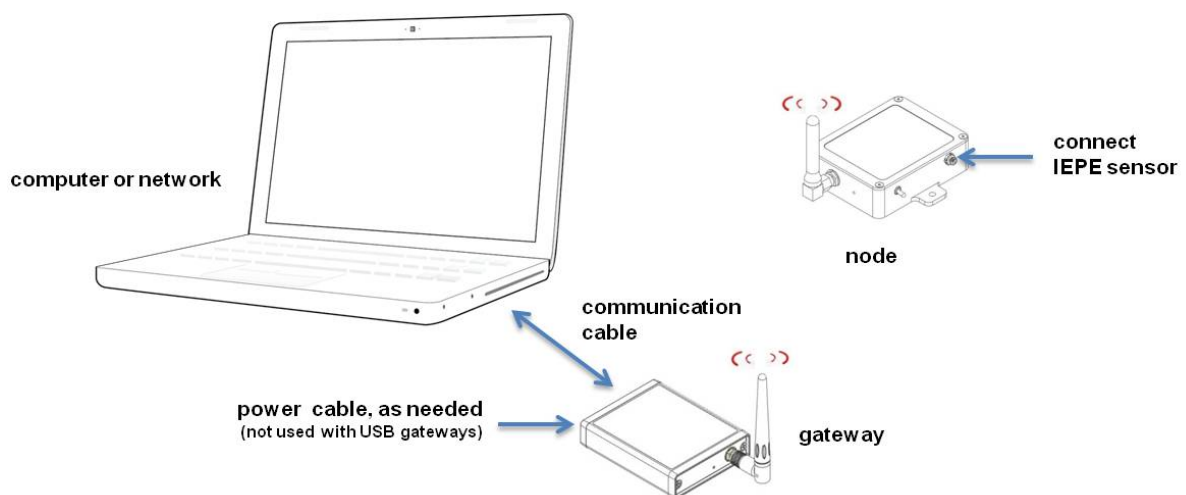 computer or network
connect
IEPE sensor
node
communication
cable
power cable, as needed
(not used with USB gateways)
gateway